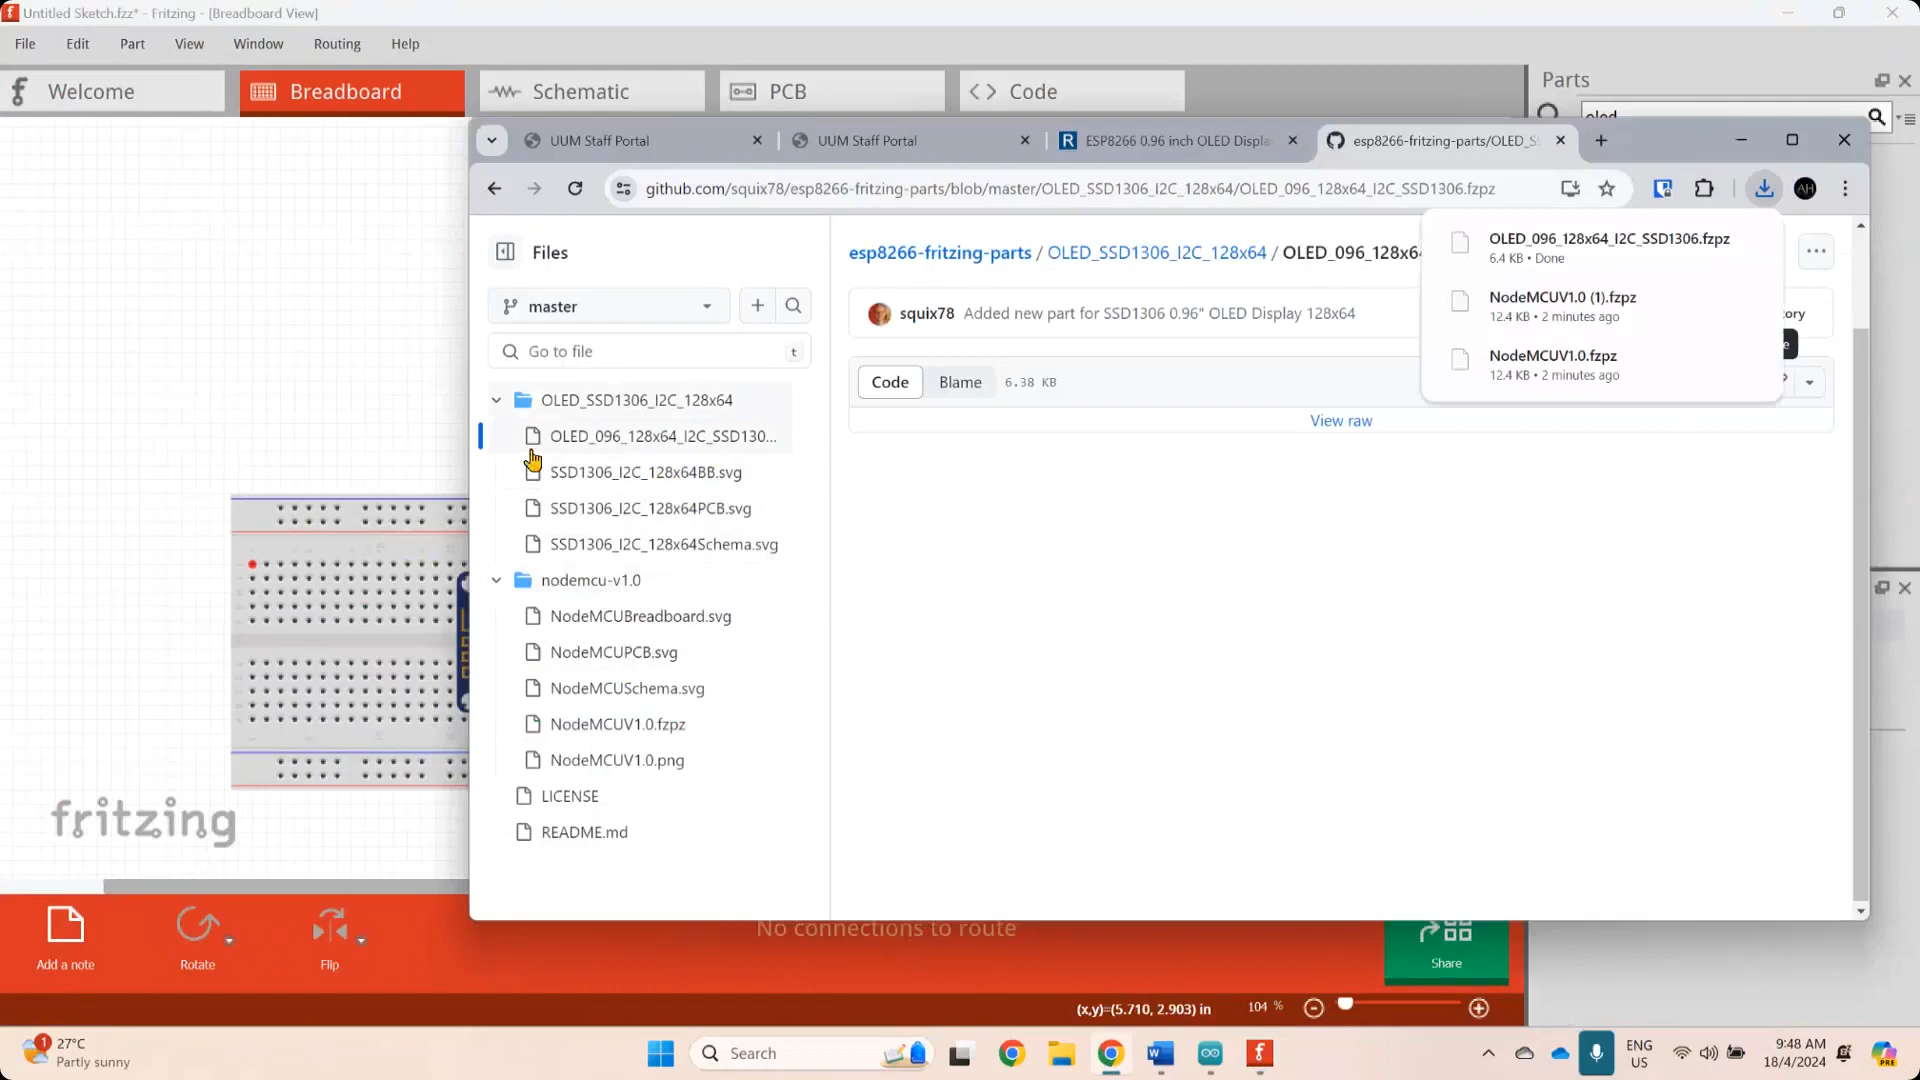 Untitled Sketch.fzz* - Fritzing - [Breadboard View]
File Edit Part View Window Routing Help
Welcome Breadboard Schematic PCB Code Parts
oled
UUM Staff Portal UUM Staff Portal ESP8266 0.96 inch OLED Displa esp8266-fritzing-parts/OLED_S
github.com/squix78/esp8266-fritzing-parts/blob/master/OLED_SSD1306_I2C_128x64/OLED_096_128x64_I2C_SSD1306.fzpz
AH
Files
esp8266-fritzing-parts / OLED_SSD1306_I2C_128x64 / OLED_096_128x64
OLED_096_128x64_I2C_SSD1306.fzpz
6.4 KB • Done
master
squix78 Added new part for SSD1306 0.96" OLED Display 128x64
NodeMCUV1.0 (1).fzpz
12.4 KB • 2 minutes ago
ory
Go to file t
NodeMCUV1.0.fzpz
12.4 KB • 2 minutes ago
Code Blame 6.38 KB
View raw
OLED_SSD1306_I2C_128x64
OLED_096_128x64_I2C_SSD130...
SSD1306_I2C_128x64BB.svg
SSD1306_I2C_128x64PCB.svg
SSD1306_I2C_128x64Schema.svg
nodemcu-v1.0
NodeMCUBreadboard.svg
NodeMCUPCB.svg
NodeMCUSchema.svg
NodeMCUV1.0.fzpz
NodeMCUV1.0.png
LICENSE
README.md
fritzing
No connections to route
Add a note Rotate Flip Share
(x,y)=(5.710, 2.903) in 104 %
1 27°C
Partly sunny
Search
ENG
US
9:48 AM
18/4/2024
PRE